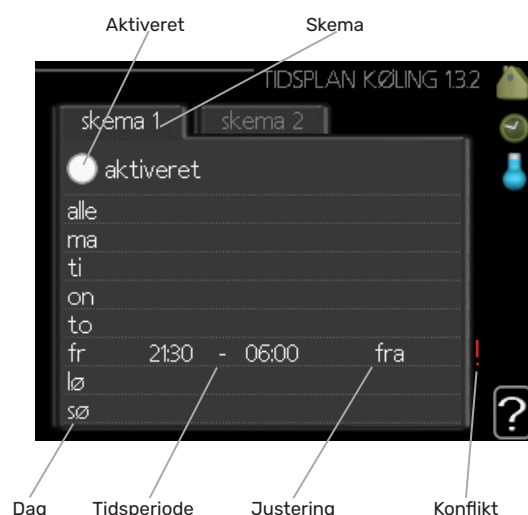 Aktiveret Skema
TIDSPLAN KØLING 1.3.2
skema 1 skema 2
aktiveret
alle
ma
ti
on
to
fr 21:30 - 06:00 fra !
lø
sø
?
Dag Tidsperiode Justering Konflikt